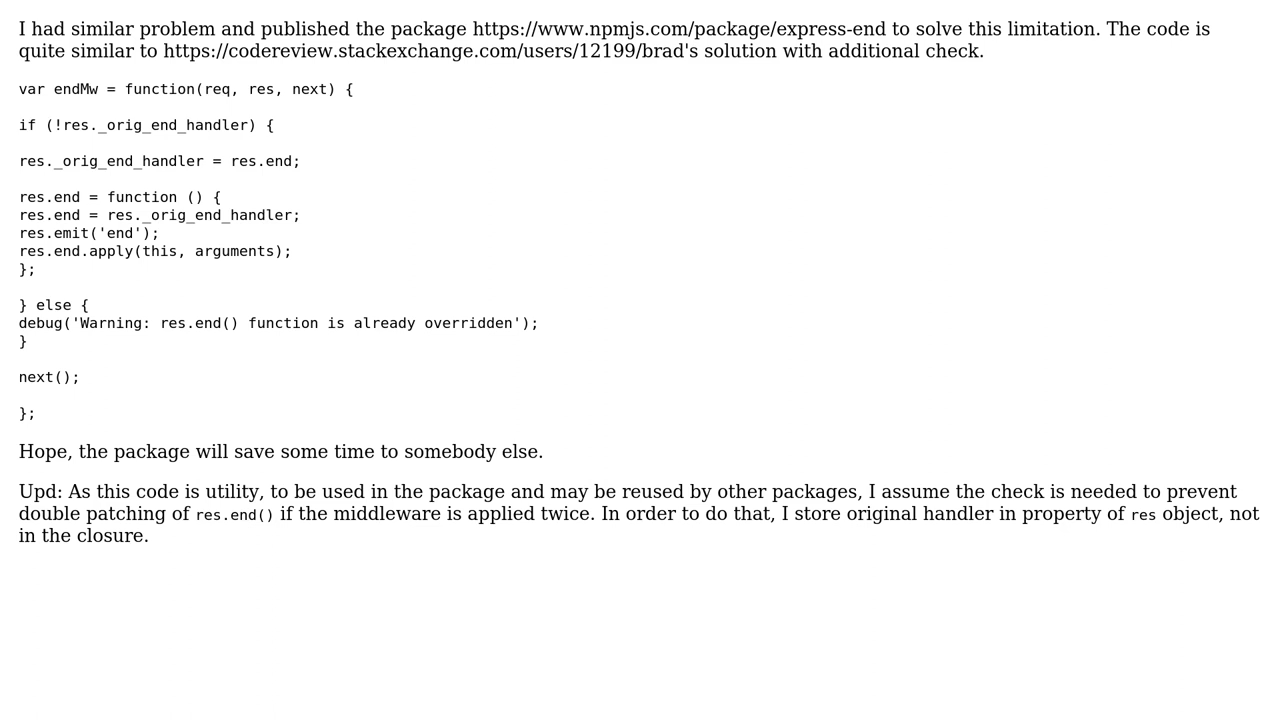 I had similar problem and published the package https://www.npmjs.com/package/express-end to solve this limitation. The code is
quite similar to https://codereview.stackexchange.com/users/12199/brad's solution with additional check.
var endMw = function(req, res, next) {
if (!res._orig_end_handler) {
res._orig_end_handler = res.end;
res.end = function () {
res.end = res._orig_end_handler;
res.emit('end');
res.end.apply(this, arguments);
};
} else {
debug('Warning: res.end() function is already overridden');
}
next();
};
Hope, the package will save some time to somebody else.
Upd: As this code is utility, to be used in the package and may be reused by other packages, I assume the check is needed to prevent
double patching of res.end() if the middleware is applied twice. In order to do that, I store original handler in property of res object, not
in the closure.